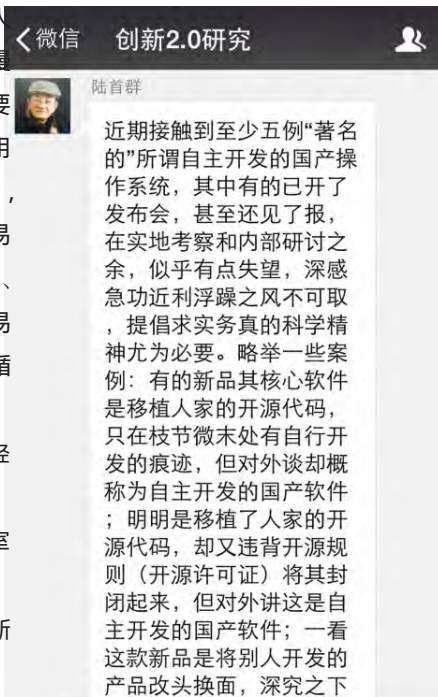 微信 创新2.0研究
陆首群
要
用
，
易
、
易
循
室
近期接触到至少五例“著名
的”所谓自主开发的国产操
作系统，其中有的已开了
发布会，甚至还见了报，
在实地考察和内部研讨之
余，似乎有点失望，深感
急功近利浮躁之风不可取
，提倡求实务真的科学精
神尤为必要。略举一些案
例：有的新品其核心软件
是移植人家的开源代码，
只在枝节微末处有自行开
发的痕迹，但对外谈却概
称为自主开发的国产软件
；明明是移植了人家的开
源代码，却又违背开源规
则（开源许可证）将其封
闭起来，但对外讲这是自
主开发的国产软件；一看
这款新品是将别人开发的
产品改头换面，深究之下